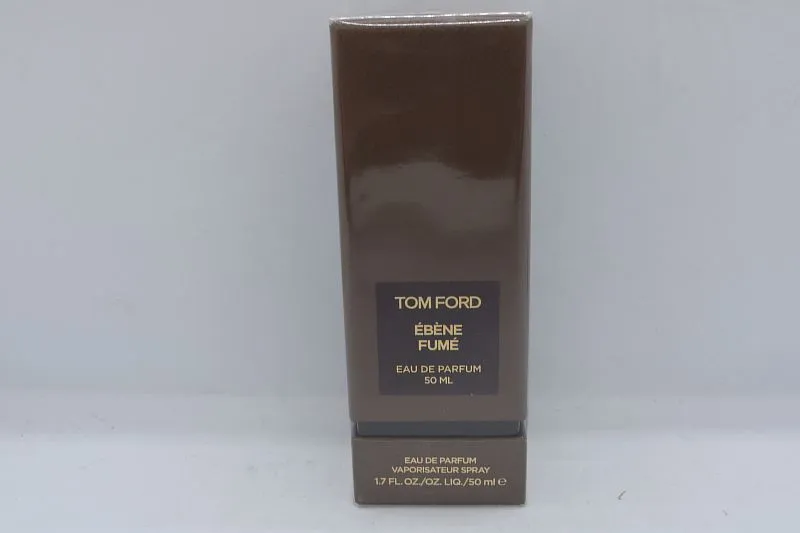 TOM FORD
ÉBÈNE
FUMÉ
EAU DE PARFUM
50 ML
EAU DE PARFUM
VAPORISATEUR SPRAY
1.7 FL. OZ./OZ. LIQ./50 ml ℮